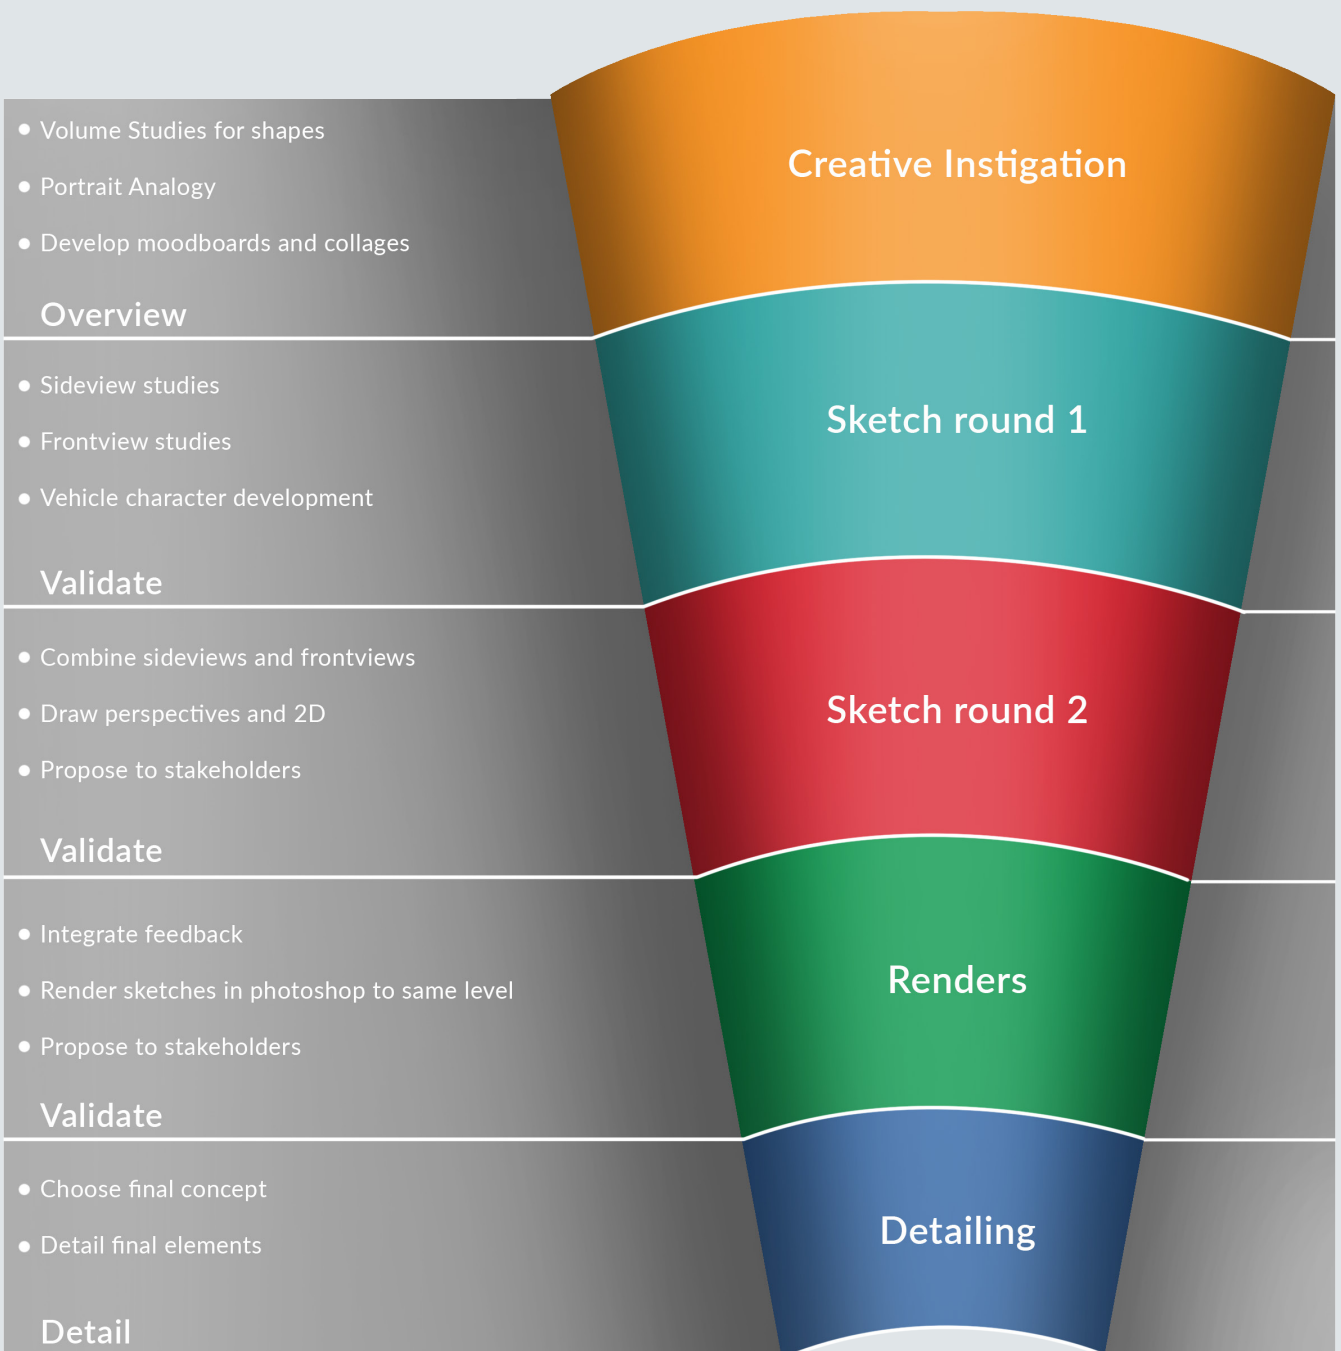 Volume Studies for shapes
Portrait Analogy
Develop moodboards and collages
Overview
Creative Instigation
Sideview studies
Frontview studies
Vehicle character development
Validate
Sketch round 1
Combine sideviews and frontviews
Draw perspectives and 2D
Propose to stakeholders
Validate
Sketch round 2
Integrate feedback
Render sketches in photoshop to same level
Propose to stakeholders
Validate
Renders
Choose final concept
Detail final elements
Detail
Detailing